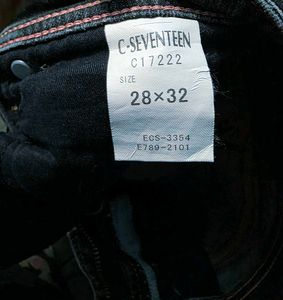 C-SEVENTEEN
C17222
SIZE
28×32
ECS-3354
E789-2101